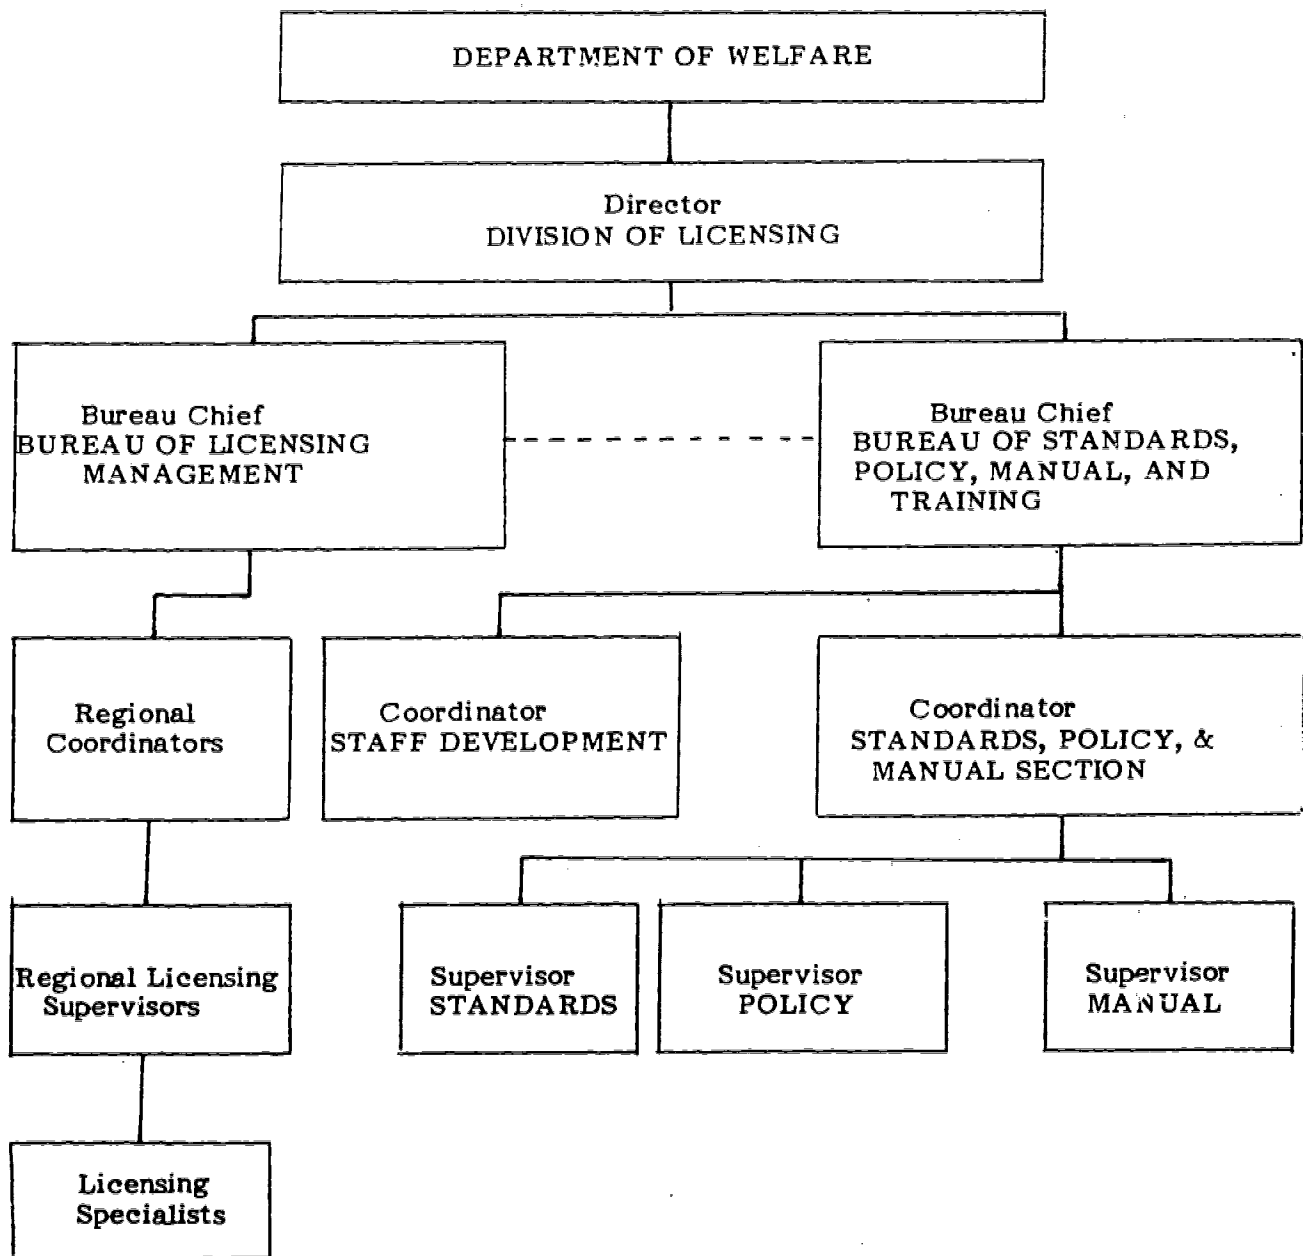 DEPARTMENT OF WELFARE
Director
DIVISION OF LICENSING
Bureau Chief
BUREAU OF LICENSING
MANAGEMENT
Bureau Chief
BUREAU OF STANDARDS,
POLICY, MANUAL, AND
TRAINING
Regional
Coordinators
Coordinator
STAFF DEVELOPMENT
Coordinator
STANDARDS, POLICY, &
MANUAL SECTION
Regional Licensing
Supervisors
Supervisor
STANDARDS
Supervisor
POLICY
Supervisor
MANUAL
Licensing
Specialists